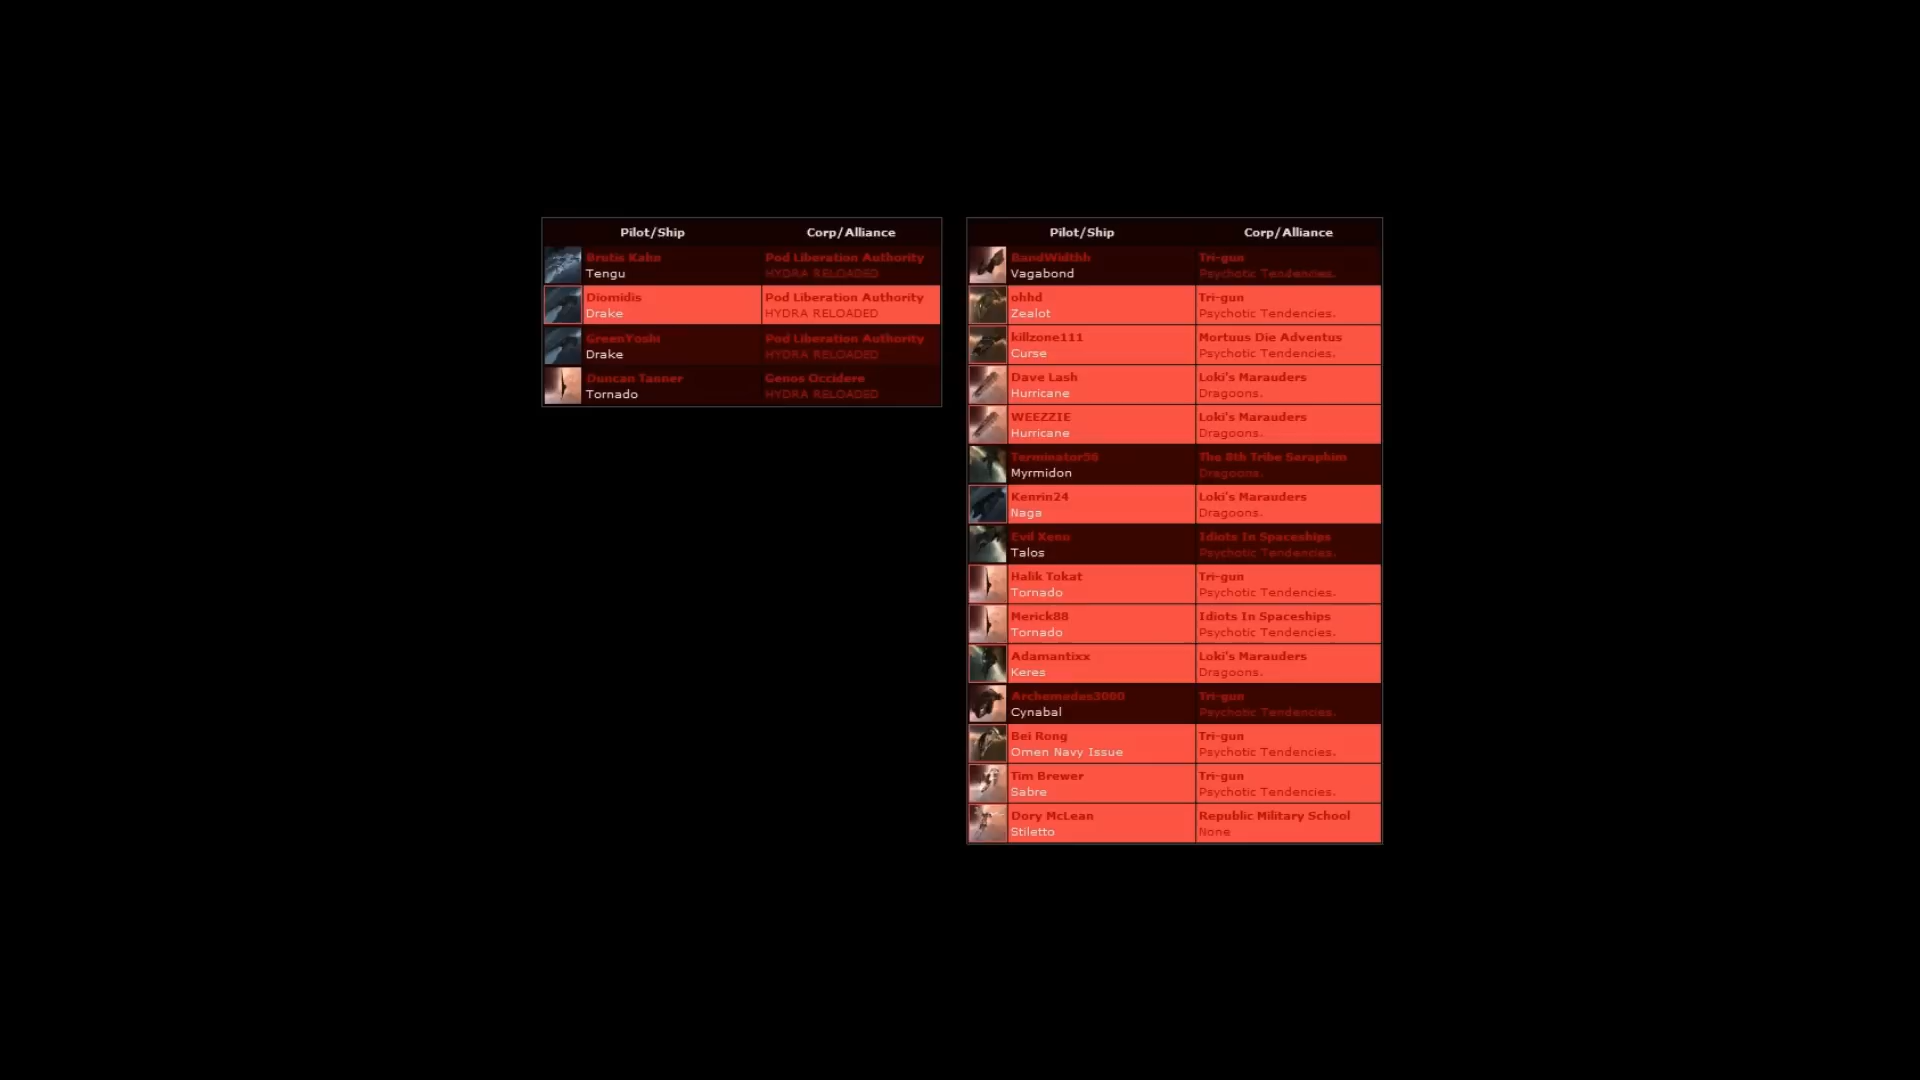 Pilot/Ship Corp/Alliance
Brutis Kahn Pod Liberation Authority
Tengu HYDRA RELOADED
Diomidis Pod Liberation Authority
Drake HYDRA RELOADED
GreenYoshi Pod Liberation Authority
Drake HYDRA RELOADED
Duncan Tanner Genos Occidere
Tornado HYDRA RELOADED
Pilot/Ship Corp/Alliance
BandWidthh Tri-gun
Vagabond Psychotic Tendencies.
ohhd Tri-gun
Zealot Psychotic Tendencies.
killzone111 Mortuus Die Adventus
Curse Psychotic Tendencies.
Dave Lash Loki's Marauders
Hurricane Dragoons.
WEEZZIE Loki's Marauders
Hurricane Dragoons.
Terminator96 The 8th Tribe Seraphim
Myrmidon Dragoons.
Kenrin24 Loki's Marauders
Naga Dragoons.
Evil Kenn Idiots In Spaceships
Talos Psychotic Tendencies.
Halik Tokat Tri-gun
Tornado Psychotic Tendencies.
Merick88 Idiots In Spaceships
Tornado Psychotic Tendencies.
Adamantixx Loki's Marauders
Keres Dragoons.
Archemades3000 Tri-gun
Cynabal Psychotic Tendencies.
Bei Rong Tri-gun
Omen Navy Issue Psychotic Tendencies.
Tim Brewer Tri-gun
Sabre Psychotic Tendencies.
Dory McLean Republic Military School
Stiletto None